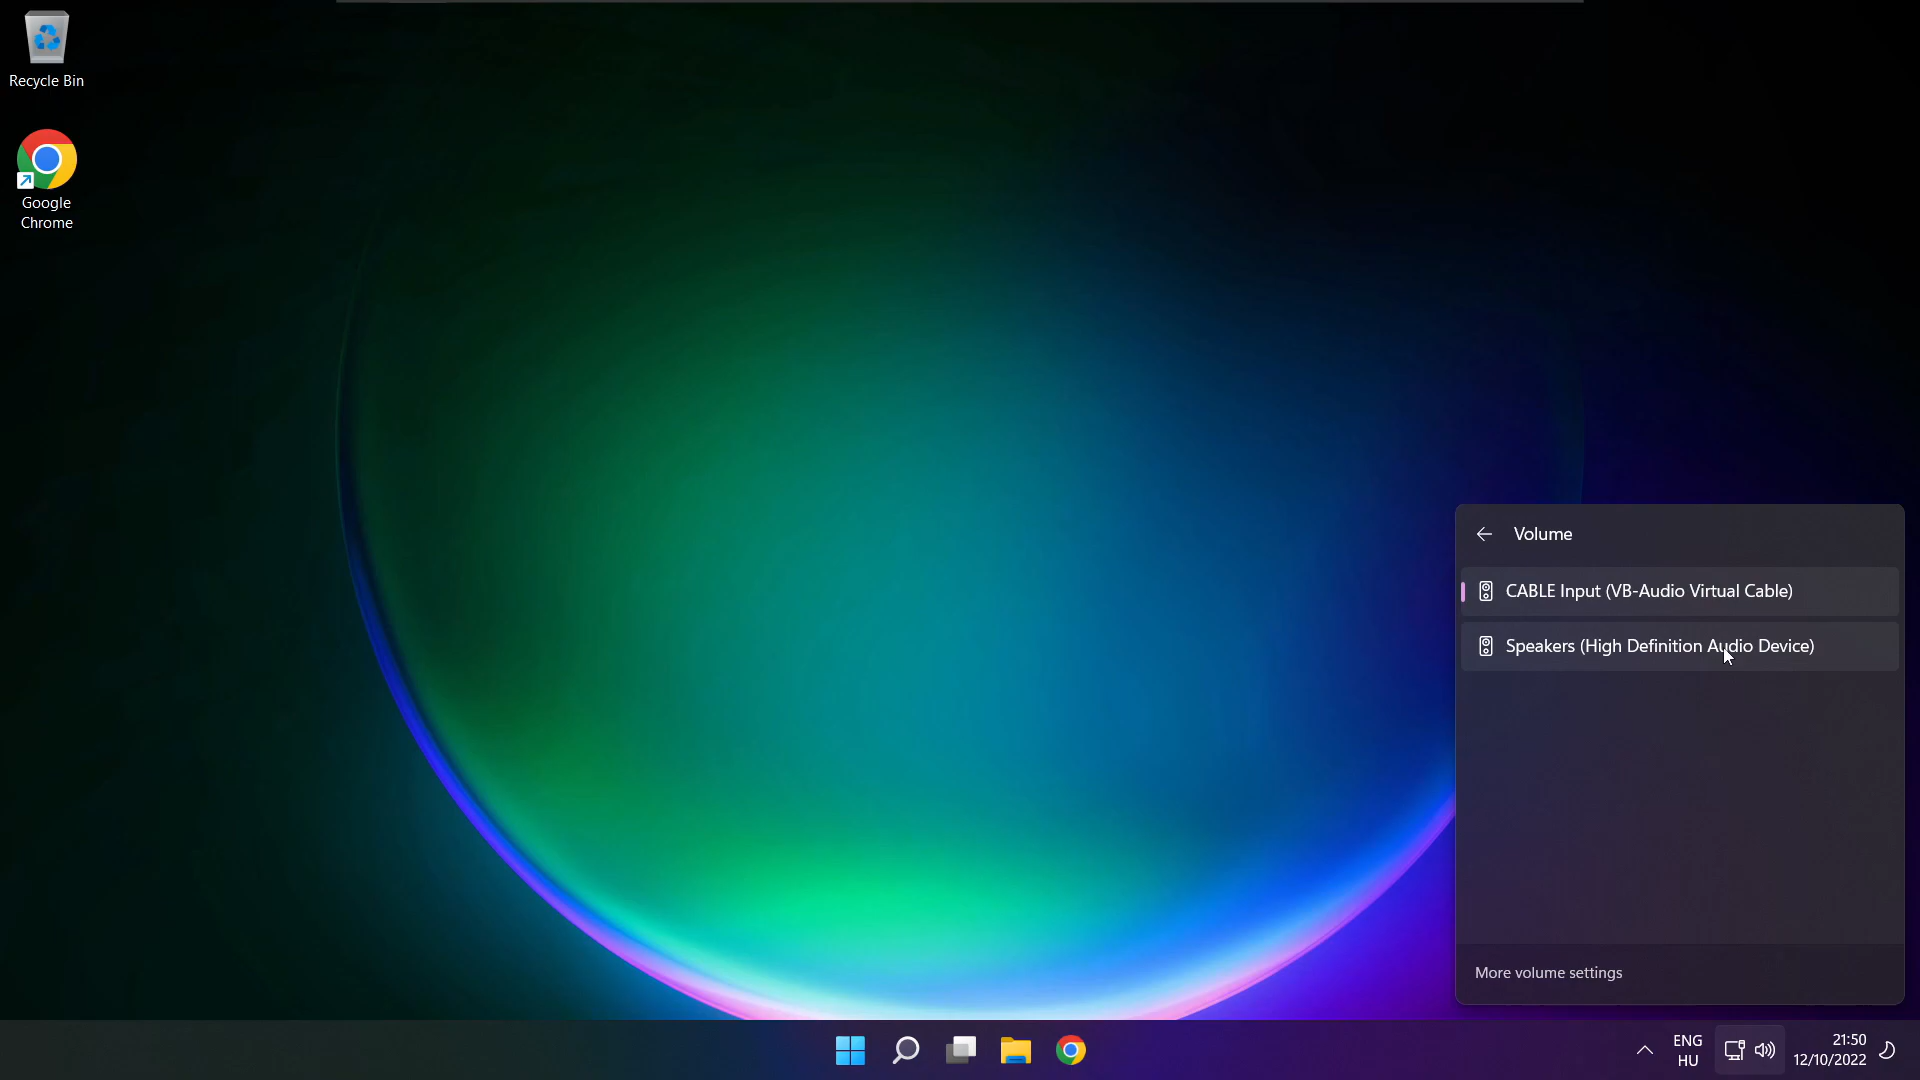 Recycle Bin
Google
Chrome
Volume
CABLE Input (VB-Audio Virtual Cable)
Speakers (High Definition Audio Device)
More volume settings
ENG
HU
21:50
12/10/2022